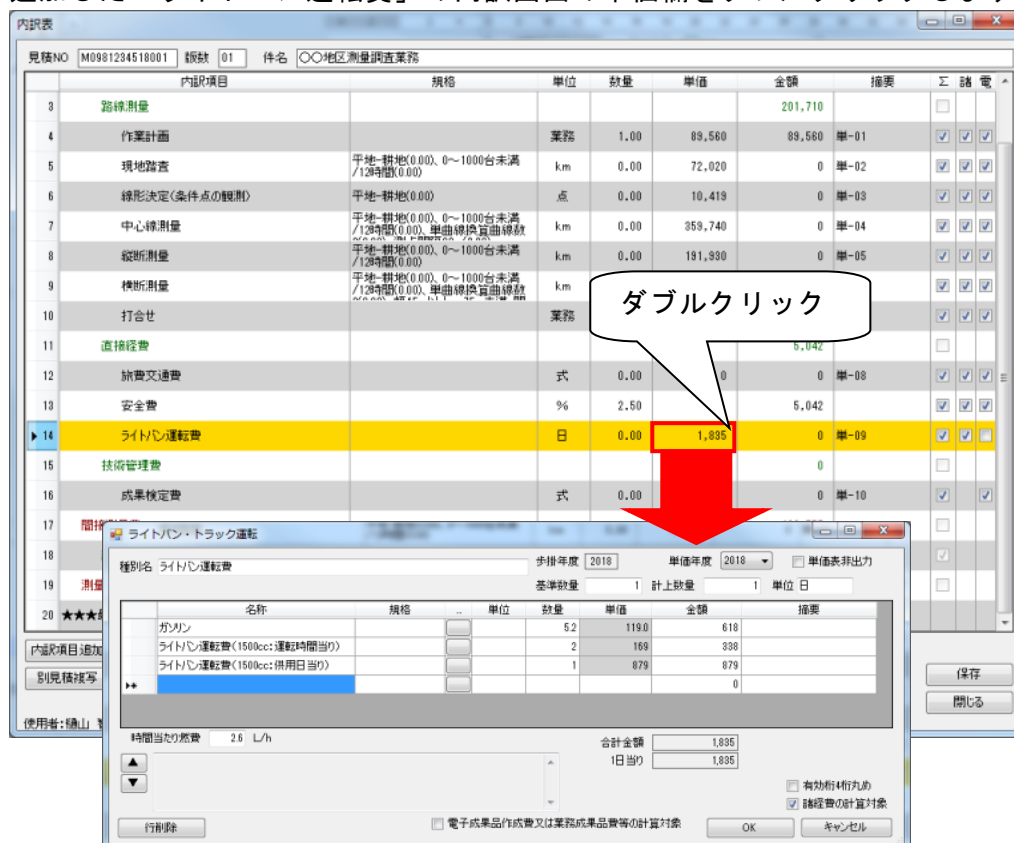 内訳表
見積NO M0981234518001 版数 01 件名 〇〇地区測量調査業務
内訳項目 規格 単位 数量 単価 金額 摘要 Σ 諸 電
3 路線測量 201,710
4 作業計画 業務 1.00 89,560 89,560 単-01
5 現地踏査 平地-耕地(0.00)、0～1000台未満/12時間(0.00) km 0.00 72,020 0 単-02
6 線形決定(条件点の観測) 平地-耕地(0.00) 点 0.00 10,419 0 単-03
7 中心線測量 平地-耕地(0.00)、0～1000台未満/12時間(0.00)、単曲線換算曲線数 km 0.00 359,740 0 単-04
8 縦断測量 平地-耕地(0.00)、0～1000台未満/12時間(0.00) km 0.00 191,930 0 単-05
9 横断測量 平地-耕地(0.00)、0～1000台未満/12時間(0.00)、単曲線換算曲線数 km
10 打合せ 業務
ダブルクリック
11 直接経費 5,042
12 旅費交通費 式 0.00 0 0 単-08
13 安全費 % 2.50 5,042
14 ライトバン運転費 日 0.00 1,835 0 単-09
15 技術管理費 0
16 成果検定費 式 0.00 0 単-10
17 間接
18
19 測量
20 ★★★
内訳項目追加
別見積複写
保存
閉じる
使用者:樋山
ライトバン・トラック運転
種別名 ライトバン運転費 歩掛年度 2018 単価年度 2018 単価表非出力
基準数量 1 計上数量 1 単位 日
名称 規格 .. 単位 数量 単価 金額 摘要
ガソリン 5.2 119.0 618
ライトバン運転費(1500cc:運転時間当り) 2 169 338
ライトバン運転費(1500cc:供用日当り) 1 879 879
0
時間当たり燃費 2.6 L/h
合計金額 1,835
1日当り 1,835
有効桁4桁丸め
諸経費の計算対象
行削除 電子成果品作成費又は業務成果品費等の計算対象 OK キャンセル